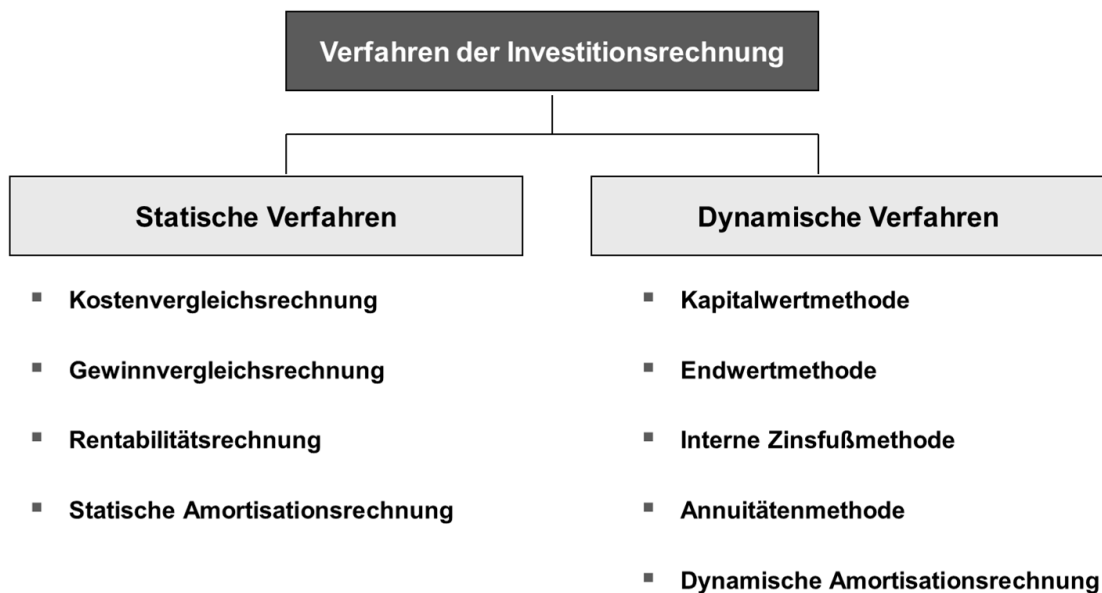 Verfahren der Investitionsrechnung
Statische Verfahren
Kostenvergleichsrechnung
Gewinnvergleichsrechnung
Rentabilitätsrechnung
Statische Amortisationsrechnung
Dynamische Verfahren
Kapitalwertmethode
Endwertmethode
Interne Zinsfußmethode
Annuitätenmethode
Dynamische Amortisationsrechnung